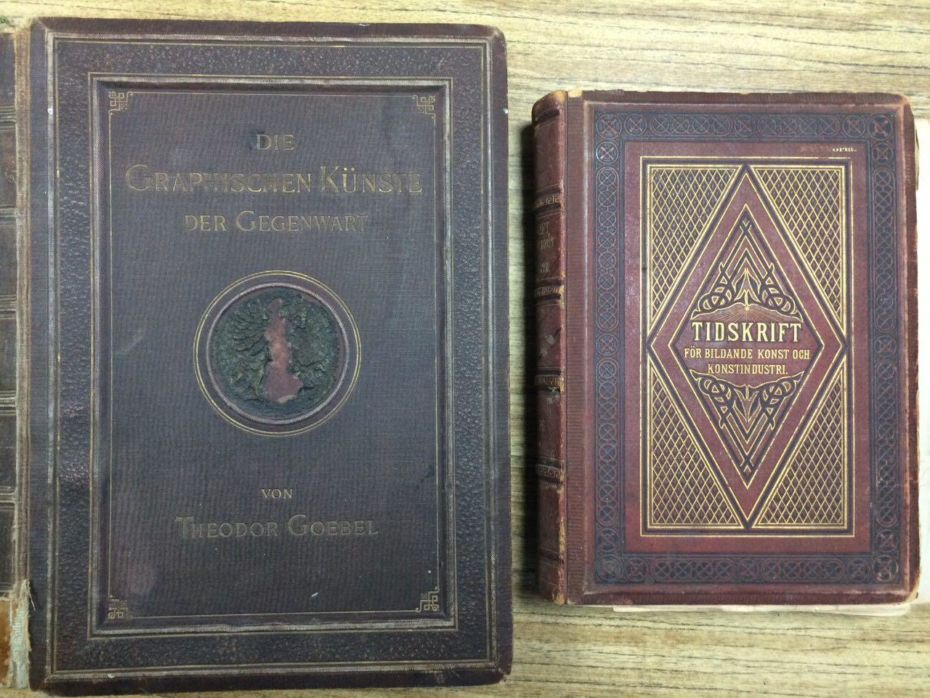 DIE
GRAPHISCHEN KÜNSTE
DER GEGENWART
VON
THEODOR GOEBEL
TIDSKRIFT
FÖR BILDANDE KONST OCH
KONSTINDUSTRI.